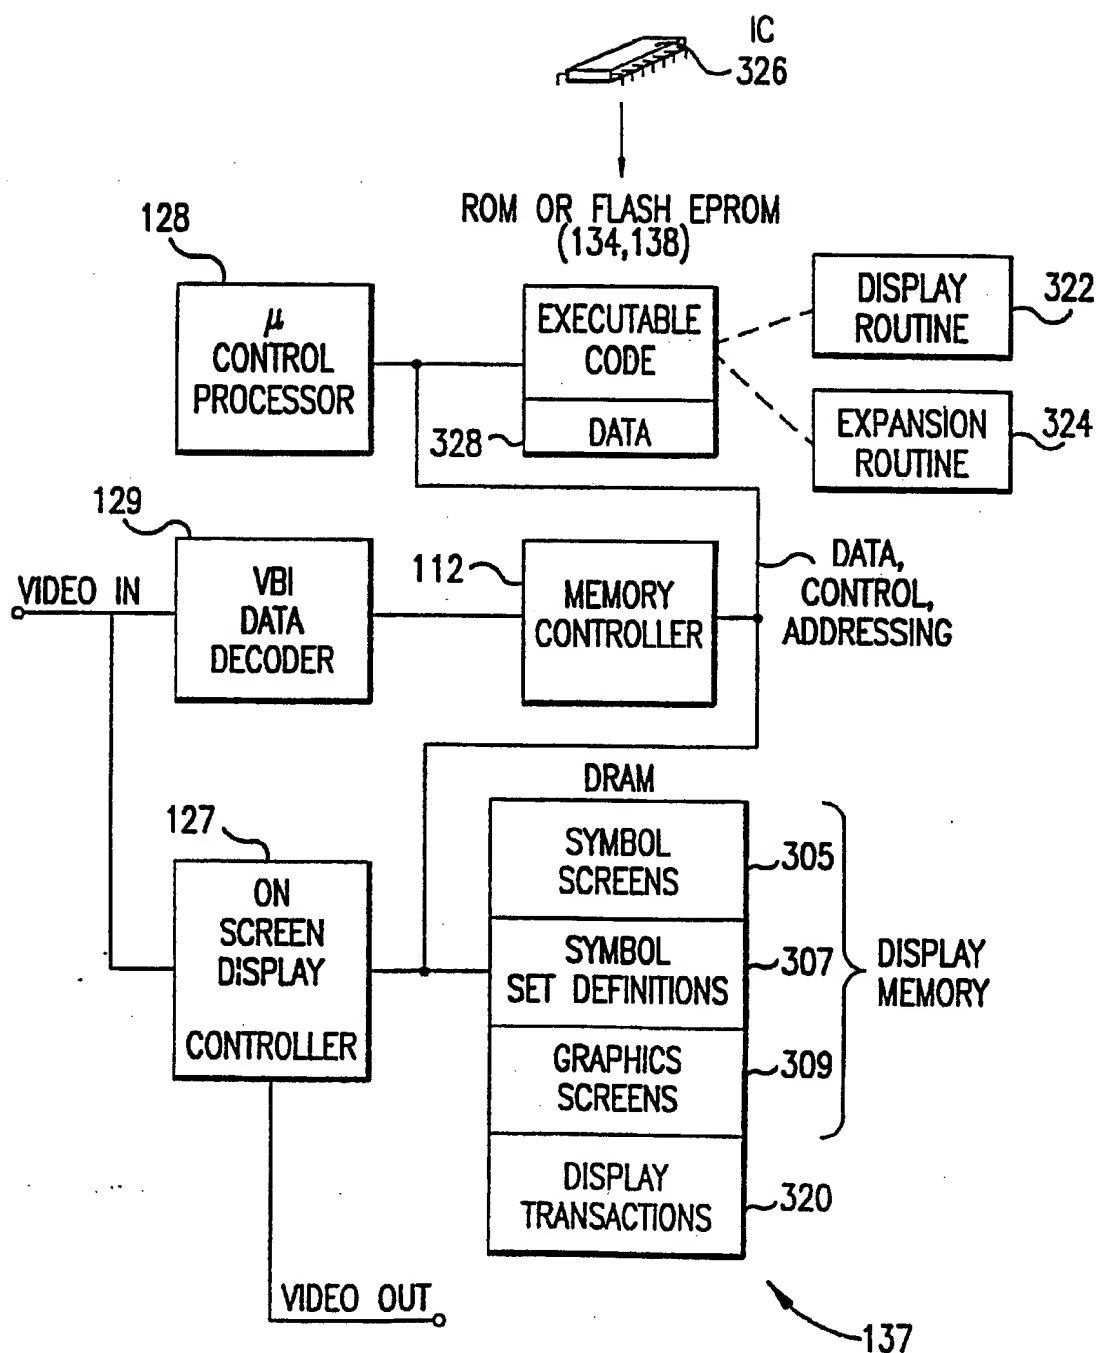 IC
326
ROM OR FLASH EPROM
(134,138)
128
μ
CONTROL
PROCESSOR
EXECUTABLE
CODE
328
DATA
DISPLAY
ROUTINE
322
EXPANSION
ROUTINE
324
129
VIDEO IN
VBI
DATA
DECODER
112
MEMORY
CONTROLLER
DATA,
CONTROL,
ADDRESSING
127
ON
SCREEN
DISPLAY
CONTROLLER
DRAM
SYMBOL
SCREENS
305
SYMBOL
SET DEFINITIONS
307
GRAPHICS
SCREENS
309
DISPLAY
MEMORY
DISPLAY
TRANSACTIONS
320
VIDEO OUT
137